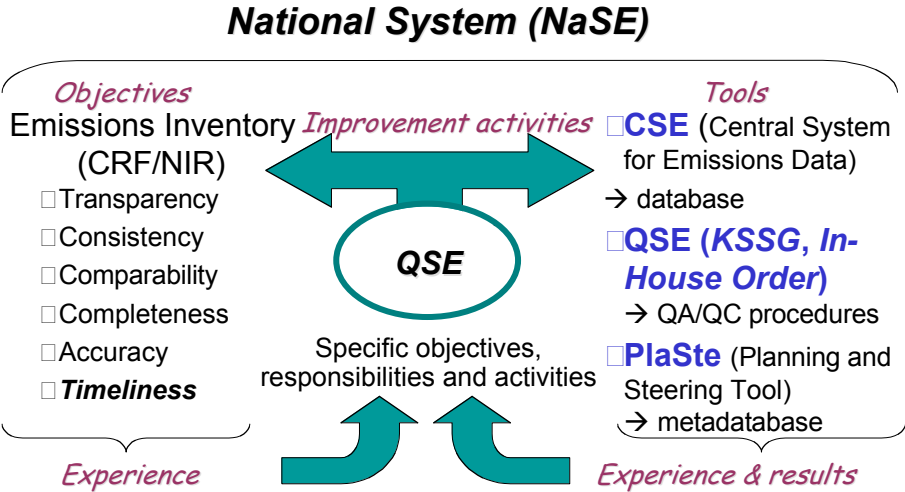 National System (NaSE)
Objectives
Emissions Inventory
(CRF/NIR)
Transparency
Consistency
Comparability
Completeness
Accuracy
Timeliness
Experience
Improvement activities
QSE
Specific objectives,
responsibilities and activities
Tools
CSE (Central System
for Emissions Data)
→ database
QSE (KSSG, In-
House Order)
→ QA/QC procedures
PlaSte (Planning and
Steering Tool)
→ metadatabase
Experience & results